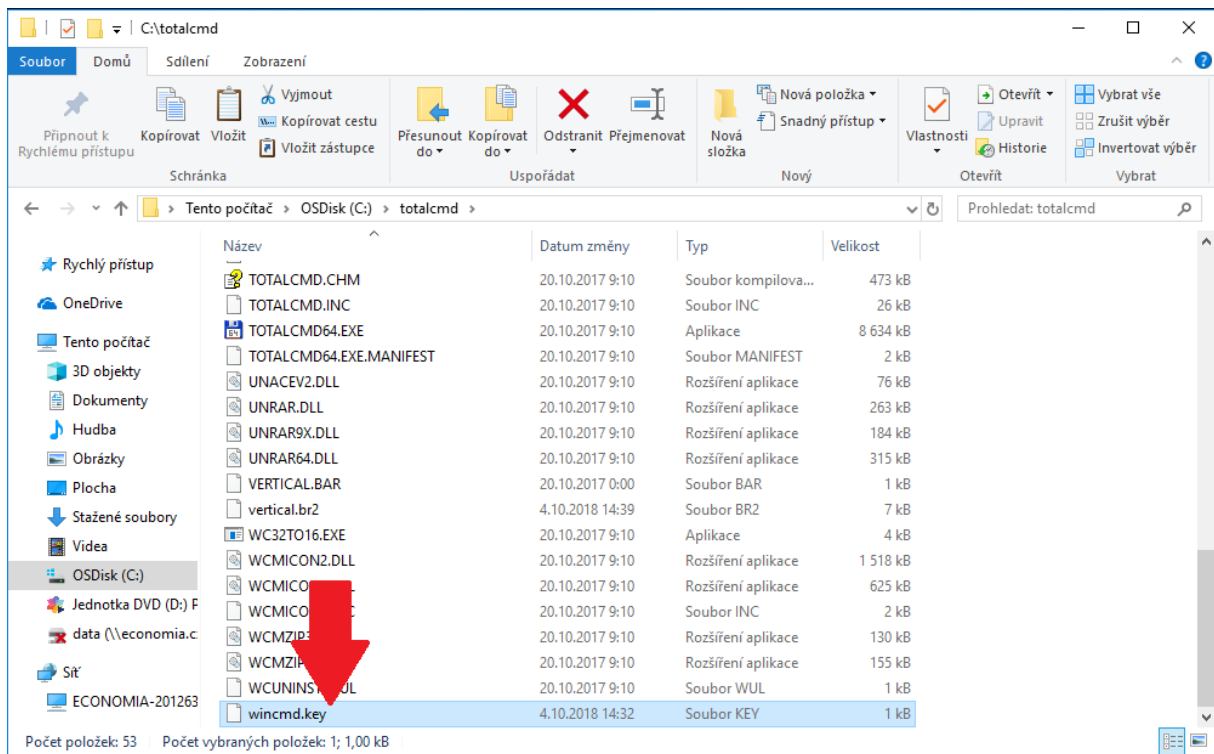 C:\totalcmd
Soubor Domů Sdílení Zobrazení
Připnout k Rychlému přístupu
Kopírovat
Vložit
Vyjmout
Kopírovat cestu
Vložit zástupce
Schránka
Přesunout do
Kopírovat do
Odstranit
Přejmenovat
Uspořádat
Nová složka
Nová položka
Snadný přístup
Nový
Vlastnosti
Otevřít
Upravit
Historie
Otevřít
Vybrat vše
Zrušit výběr
Invertovat výběr
Vybrat
Tento počítač > OSDisk (C:) > totalcmd >
Prohledat: totalcmd
Rychlý přístup
OneDrive
Tento počítač
3D objekty
Dokumenty
Hudba
Obrázky
Plocha
Stažené soubory
Videa
OSDisk (C:)
Jednotka DVD (D:) P
data (\\economia.c
Síť
ECONOMIA-201263
Název Datum změny Typ Velikost
TOTALCMD.CHM 20.10.2017 9:10 Soubor kompilova... 473 kB
TOTALCMD.INC 20.10.2017 9:10 Soubor INC 26 kB
TOTALCMD64.EXE 20.10.2017 9:10 Aplikace 8 634 kB
TOTALCMD64.EXE.MANIFEST 20.10.2017 9:10 Soubor MANIFEST 2 kB
UNACEV2.DLL 20.10.2017 9:10 Rozšíření aplikace 76 kB
UNRAR.DLL 20.10.2017 9:10 Rozšíření aplikace 263 kB
UNRAR9X.DLL 20.10.2017 9:10 Rozšíření aplikace 184 kB
UNRAR64.DLL 20.10.2017 9:10 Rozšíření aplikace 315 kB
VERTICAL.BAR 20.10.2017 0:00 Soubor BAR 1 kB
vertical.br2 4.10.2018 14:39 Soubor BR2 7 kB
WC32TO16.EXE 20.10.2017 9:10 Aplikace 4 kB
WCMICON2.DLL 20.10.2017 9:10 Rozšíření aplikace 1 518 kB
20.10.2017 9:10 Rozšíření aplikace 625 kB
20.10.2017 9:10 Soubor INC 2 kB
20.10.2017 9:10 Rozšíření aplikace 130 kB
20.10.2017 9:10 Rozšíření aplikace 155 kB
20.10.2017 9:10 Soubor WUL 1 kB
wincmd.key 4.10.2018 14:32 Soubor KEY 1 kB
Počet položek: 53 Počet vybraných položek: 1; 1,00 kB